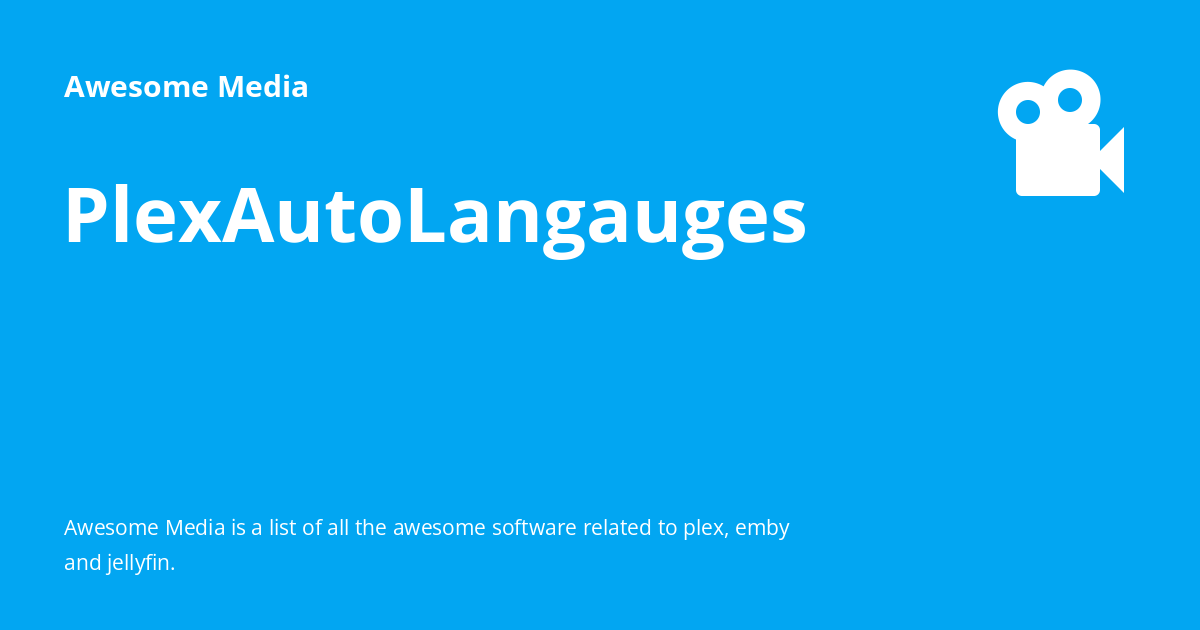 Awesome Media
PlexAutoLangauges
Awesome Media is a list of all the awesome software related to plex, emby
and jellyfin.